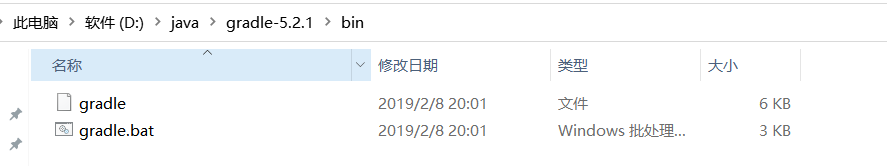 此电脑 › 软件 (D:) › java › gradle-5.2.1 › bin
名称 修改日期 类型 大小
gradle 2019/2/8 20:01 文件 6 KB
gradle.bat 2019/2/8 20:01 Windows 批处理... 3 KB